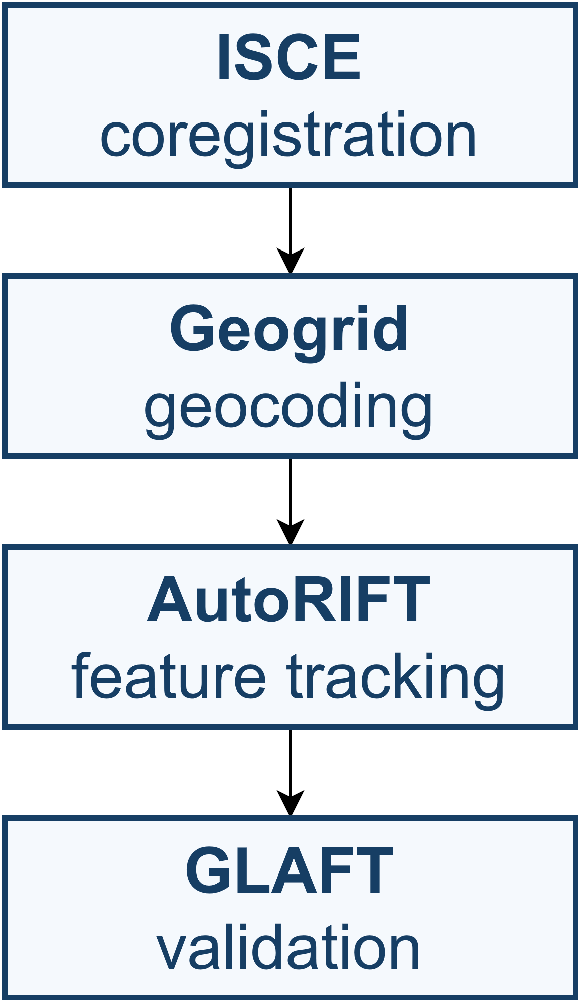 ISCE
coregistration
Geogrid
geocoding
AutoRIFT
feature tracking
GLAFT
validation